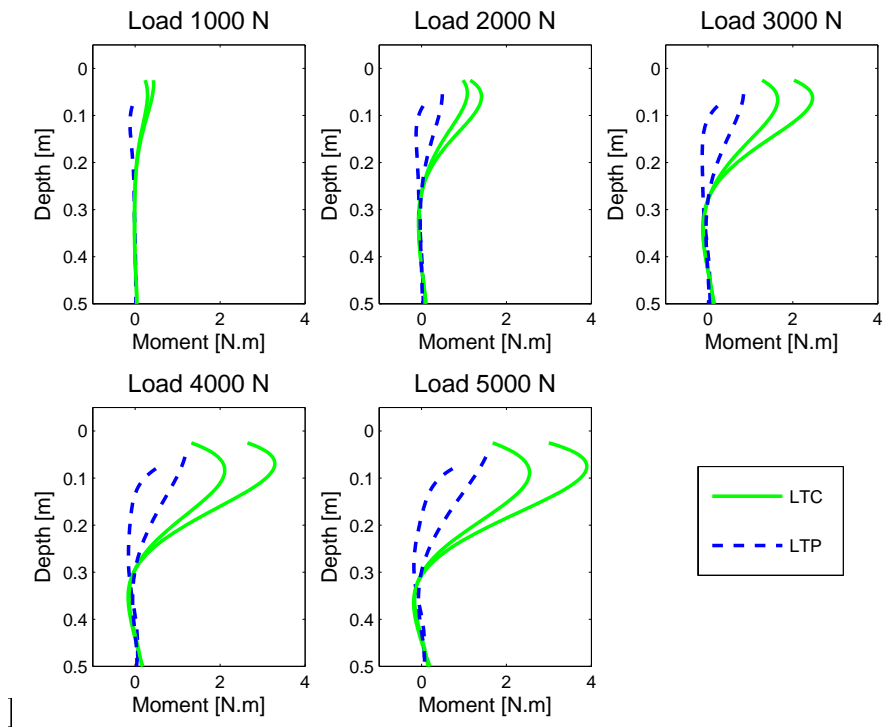 Load 1000 N
0
0.1
0.2
0.3
0.4
0.5
Depth [m]
0
2
4
Moment [N.m]
Load 2000 N
0
0.1
0.2
0.3
0.4
0.5
Depth [m]
0
2
4
Moment [N.m]
Load 3000 N
0
0.1
0.2
0.3
0.4
0.5
Depth [m]
0
2
4
Moment [N.m]
Load 4000 N
0
0.1
0.2
0.3
0.4
0.5
Depth [m]
0
2
4
Moment [N.m]
Load 5000 N
0
0.1
0.2
0.3
0.4
0.5
Depth [m]
0
2
4
Moment [N.m]
LTC
LTP
]